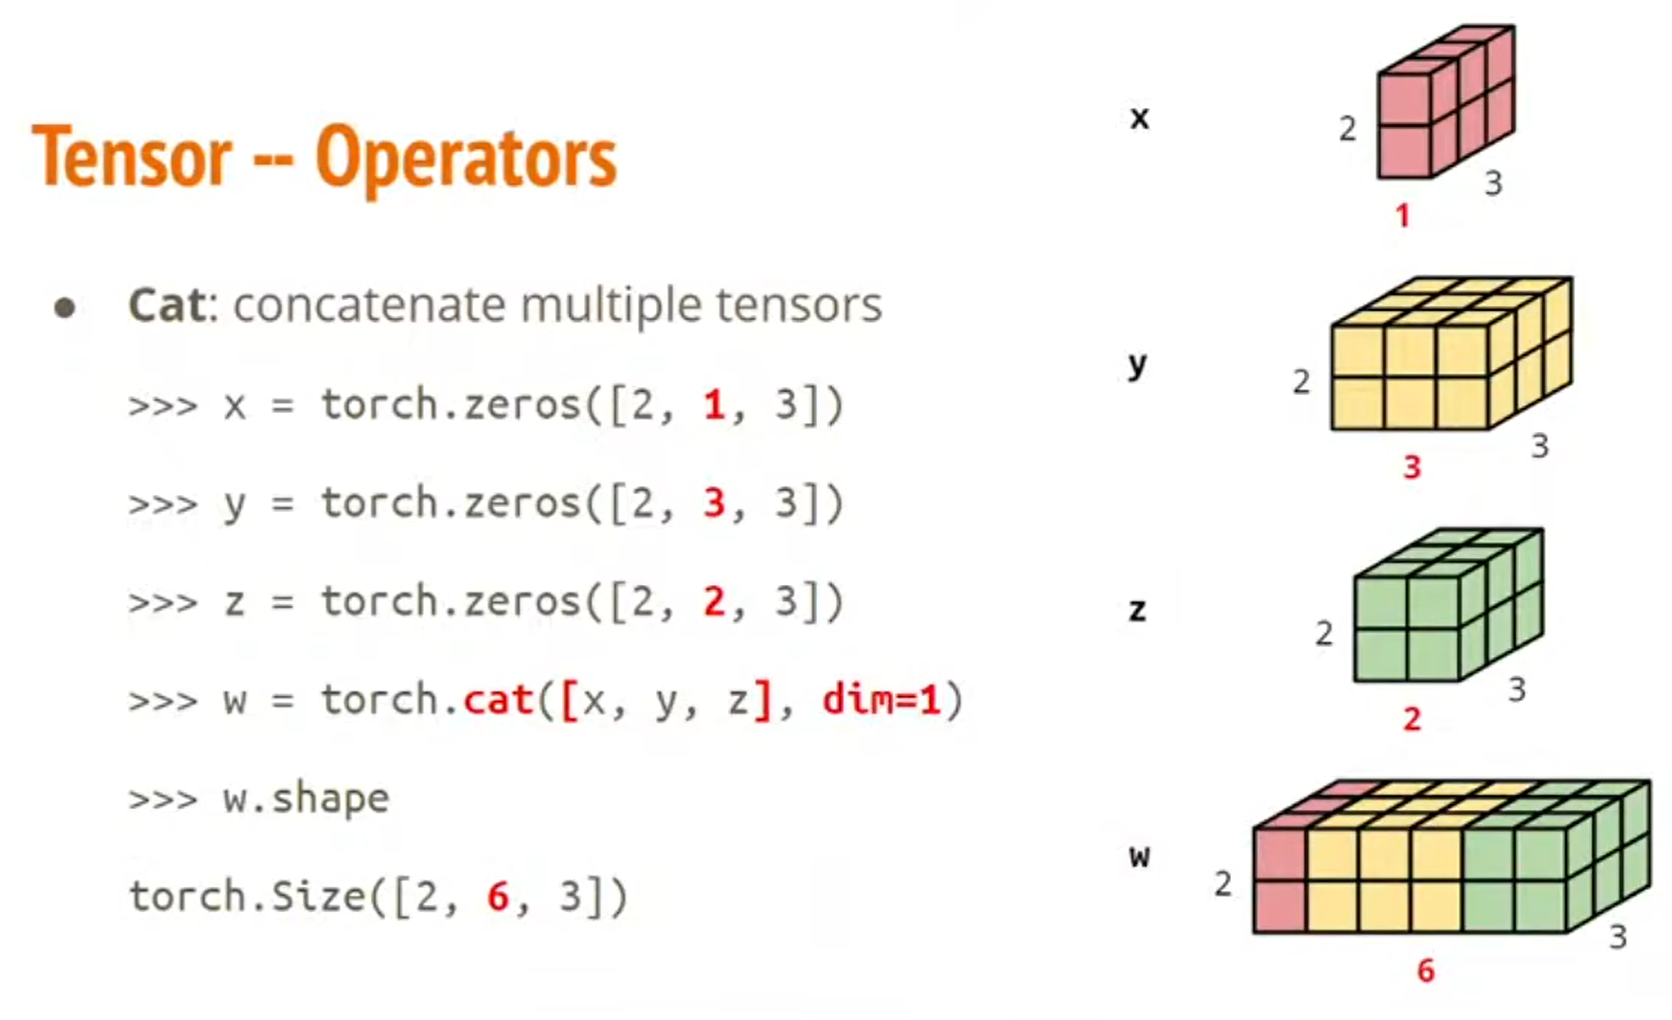 Tensor -- Operators
● Cat: concatenate multiple tensors
>>> x = torch.zeros([2, 1, 3])
>>> y = torch.zeros([2, 3, 3])
>>> z = torch.zeros([2, 2, 3])
>>> w = torch.cat([x, y, z], dim=1)
>>> w.shape
torch.Size([2, 6, 3])
x
2
3
1
y
2
3
3
z
2
3
2
w
2
3
6